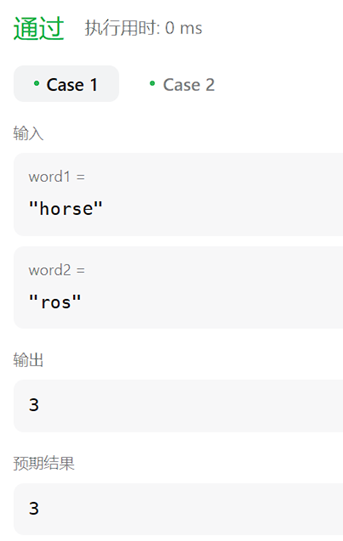 通过 执行用时: 0 ms
Case 1 Case 2
输入
word1 =
"horse"
word2 =
"ros"
输出
3
预期结果
3